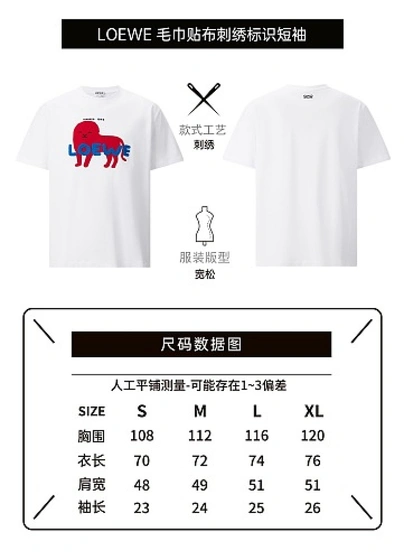 LOEWE 毛巾贴布刺绣标识短袖
LOEWE
款式工艺
刺绣
服装版型
宽松
尺码数据图
人工平铺测量-可能存在1~3偏差
SIZE S M L XL
胸围 108 112 116 120
衣长 70 72 74 76
肩宽 48 49 51 51
袖长 23 24 25 26